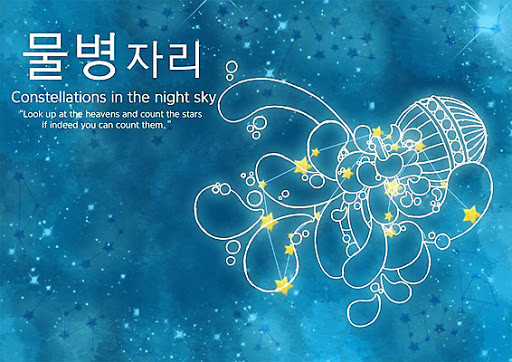 물병자리
Constellations in the night sky
"Look up at the heavens and count the stars
if indeed you can count them."